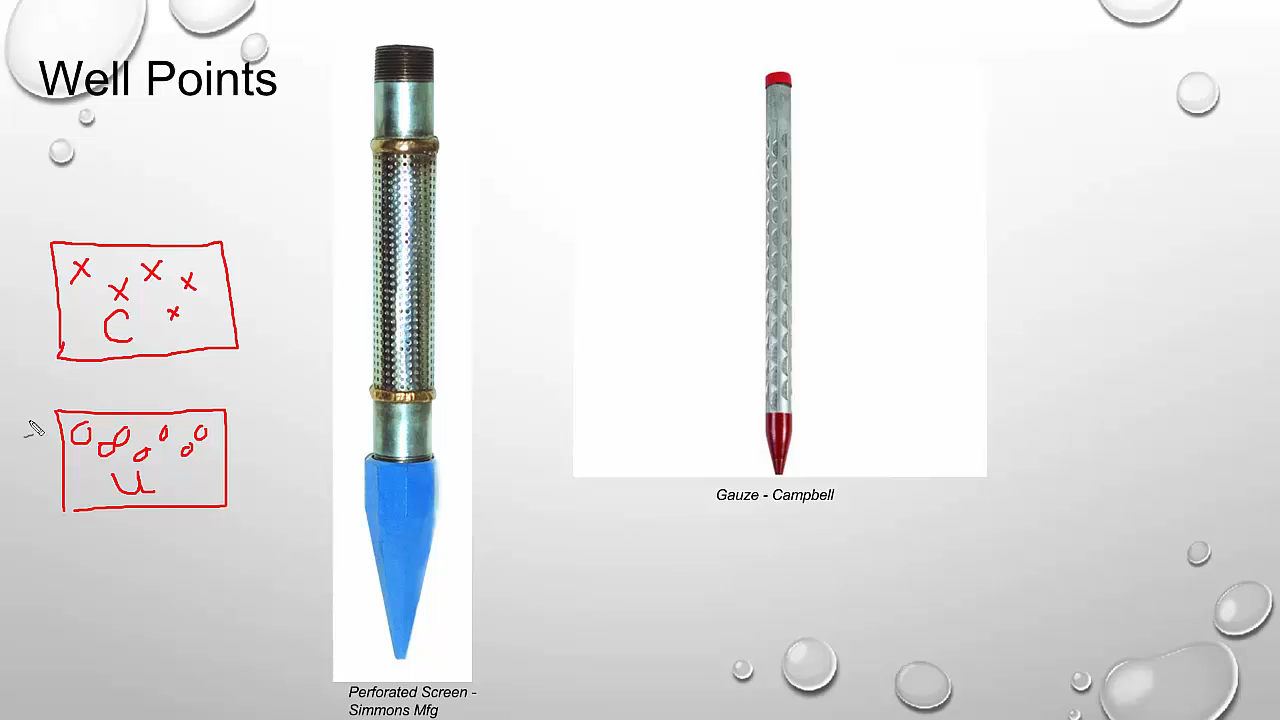 Well Points
X X X X
C X
U
Gauze - Campbell
Perforated Screen -
Simmons Mfg